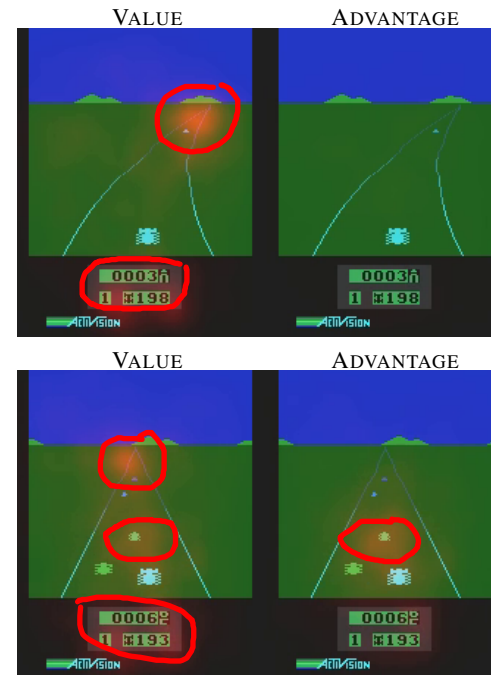 VALUE ADVANTAGE
0003 0003
1 198 1 198
ACTIVISION ACTIVISION
VALUE ADVANTAGE
0006 0006
1 193 1 193
ACTIVISION ACTIVISION